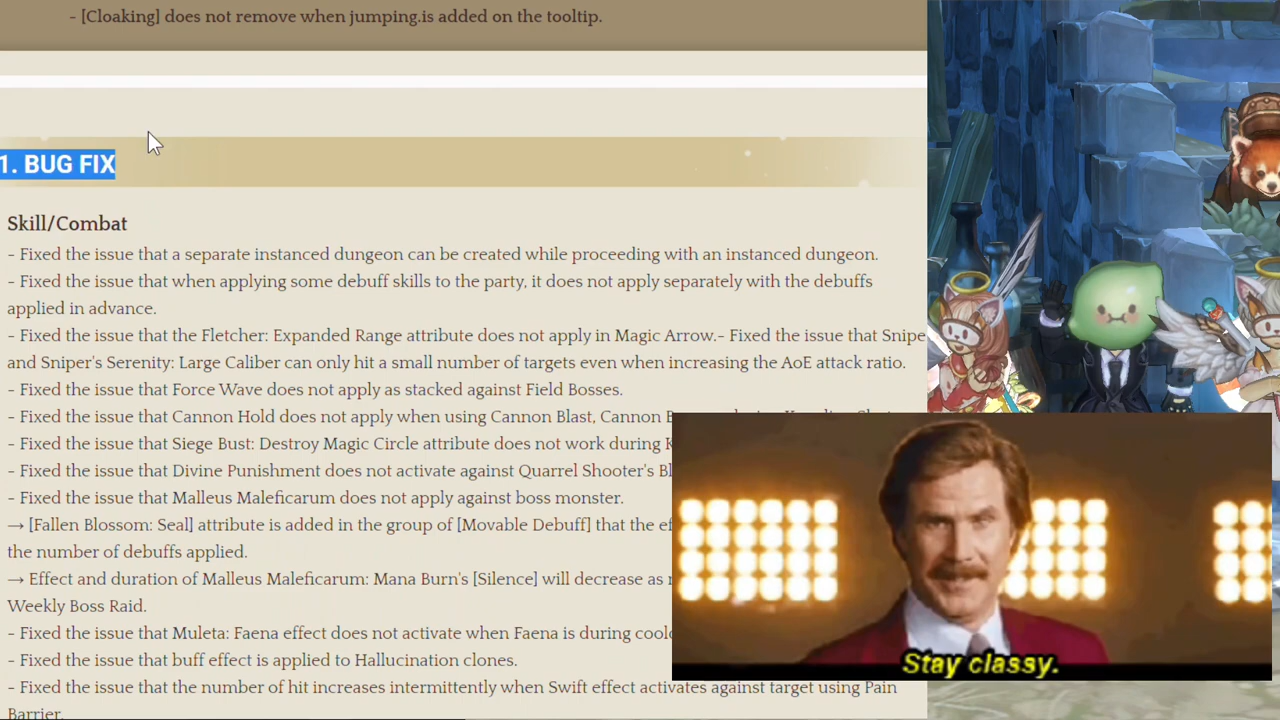 - [Cloaking] does not remove when jumping.is added on the tooltip.
1. BUG FIX
Skill/Combat
- Fixed the issue that a separate instanced dungeon can be created while proceeding with an instanced dungeon.
- Fixed the issue that when applying some debuff skills to the party, it does not apply separately with the debuffs
applied in advance.
- Fixed the issue that the Fletcher: Expanded Range attribute does not apply in Magic Arrow.- Fixed the issue that Snipe
and Sniper's Serenity: Large Caliber can only hit a small number of targets even when increasing the AoE attack ratio.
- Fixed the issue that Force Wave does not apply as stacked against Field Bosses.
- Fixed the issue that Cannon Hold does not apply when using Cannon Blast, Cannon
- Fixed the issue that Siege Bust: Destroy Magic Circle attribute does not work during
- Fixed the issue that Divine Punishment does not activate against Quarrel Shooter's
- Fixed the issue that Malleus Maleficarum does not apply against boss monster.
→ [Fallen Blossom: Seal] attribute is added in the group of [Movable Debuff] that the
the number of debuffs applied.
→ Effect and duration of Malleus Maleficarum: Mana Burn's [Silence] will decrease as
Weekly Boss Raid.
- Fixed the issue that Muleta: Faena effect does not activate when Faena is during
- Fixed the issue that buff effect is applied to Hallucination clones.
- Fixed the issue that the number of hit increases intermittently when Swift effect activates against target using Pain
Barrier.
Stay classy.